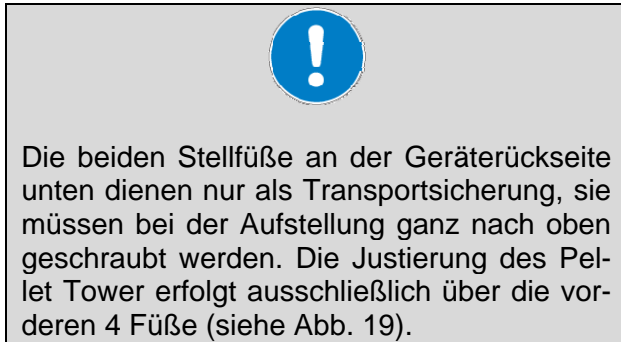 Die beiden Stellfüße an der Geräterückseite
unten dienen nur als Transportsicherung, sie
müssen bei der Aufstellung ganz nach oben
geschraubt werden. Die Justierung des Pel-
let Tower erfolgt ausschließlich über die vor-
deren 4 Füße (siehe Abb. 19).